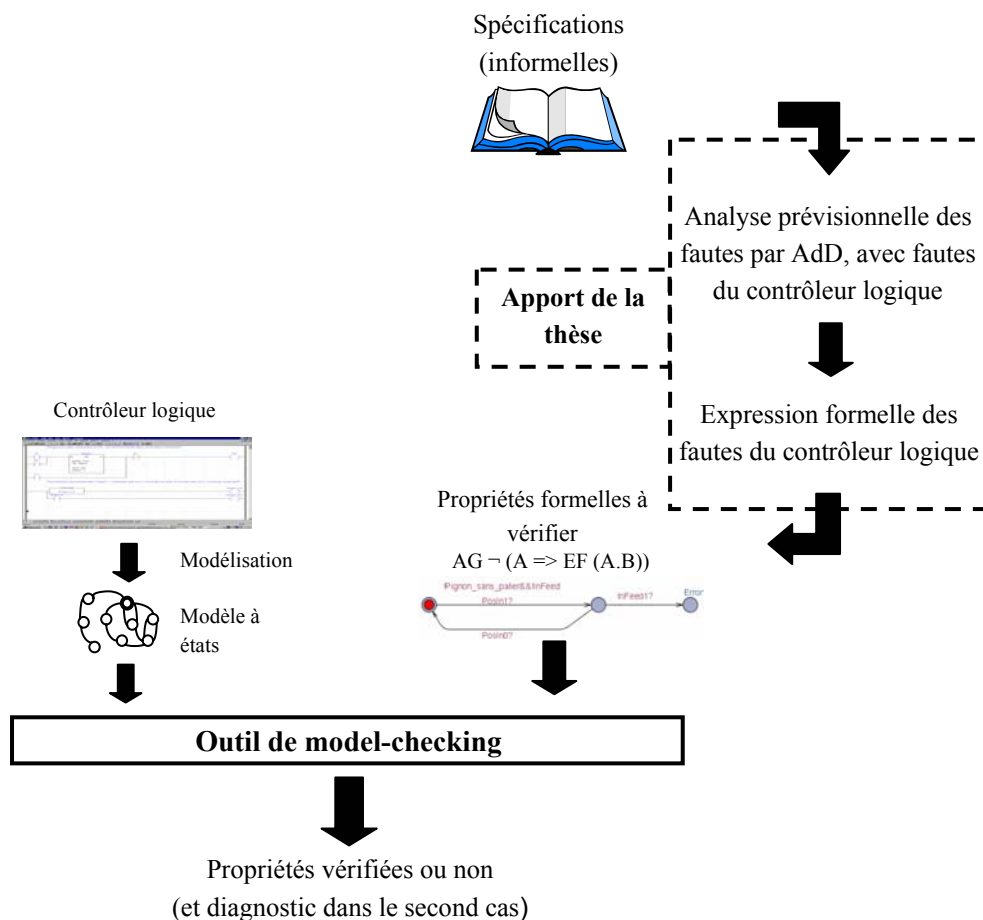 Spécifications
(informelles)
Analyse prévisionnelle des
fautes par AdD, avec fautes
du contrôleur logique
Apport de la
thèse
Expression formelle des
fautes du contrôleur logique
Contrôleur logique
Propriétés formelles à
vérifier
AG ¬ (A => EF (A.B))
Modélisation
Modèle à
états
PosIn1?
InFeed1?
Error
PosIn0?
Outil de model-checking
Propriétés vérifiées ou non
(et diagnostic dans le second cas)